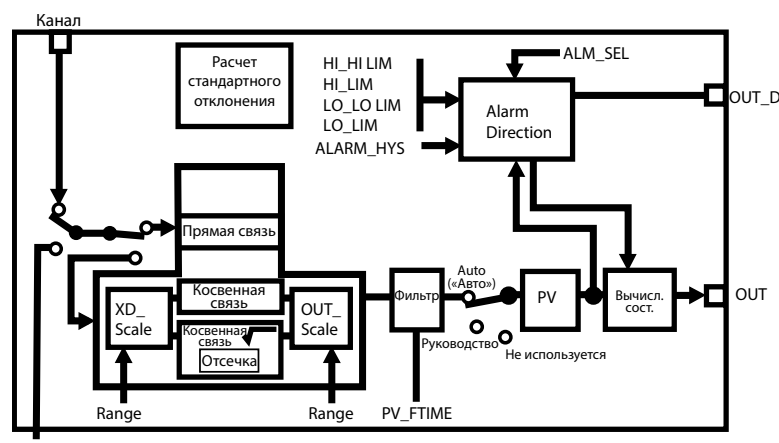 Канал
Расчет
стандартного
отклонения
HI_HI LIM
HI_LIM
LO_LO LIM
LO_LIM
ALARM_HYS
ALM_SEL
Alarm
Direction
OUT_D
Прямая связь
XD_
Scale
Косвенная
связь
Косвенная
связь
Отсечка
OUT_
Scale
Фильтр
Auto
(«Авто»)
Руководство
Не используется
PV
Вычисл.
сост.
OUT
Range
Range
PV_FTIME